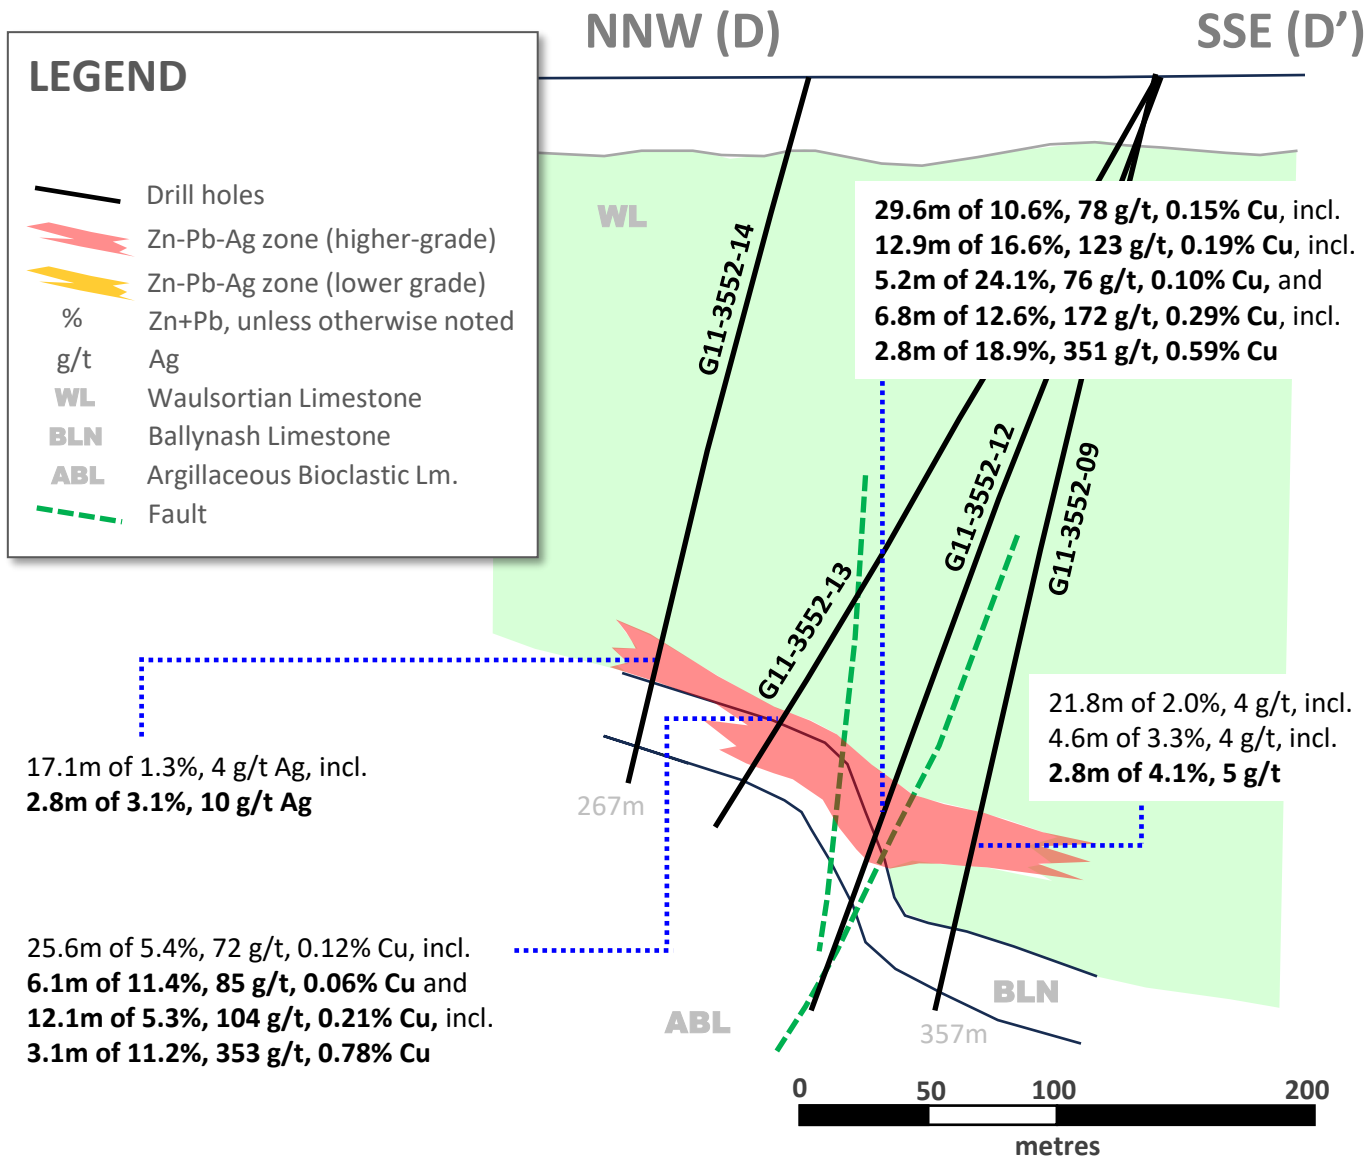 NNW (D)
SSE (D’)
LEGEND
Drill holes
Zn-Pb-Ag zone (higher-grade)
Zn-Pb-Ag zone (lower grade)
% Zn+Pb, unless otherwise noted
g/t Ag
WL Waulsortian Limestone
BLN Ballynash Limestone
ABL Argillaceous Bioclastic Lm.
Fault
WL
G11-3552-14
29.6m of 10.6%, 78 g/t, 0.15% Cu, incl.
12.9m of 16.6%, 123 g/t, 0.19% Cu, incl.
5.2m of 24.1%, 76 g/t, 0.10% Cu, and
6.8m of 12.6%, 172 g/t, 0.29% Cu, incl.
2.8m of 18.9%, 351 g/t, 0.59% Cu
G11-3552-12
G11-3552-09
G11-3552-13
21.8m of 2.0%, 4 g/t, incl.
4.6m of 3.3%, 4 g/t, incl.
2.8m of 4.1%, 5 g/t
17.1m of 1.3%, 4 g/t Ag, incl.
2.8m of 3.1%, 10 g/t Ag
267m
25.6m of 5.4%, 72 g/t, 0.12% Cu, incl.
6.1m of 11.4%, 85 g/t, 0.06% Cu and
12.1m of 5.3%, 104 g/t, 0.21% Cu, incl.
3.1m of 11.2%, 353 g/t, 0.78% Cu
BLN
ABL
357m
0 50 100 200
metres